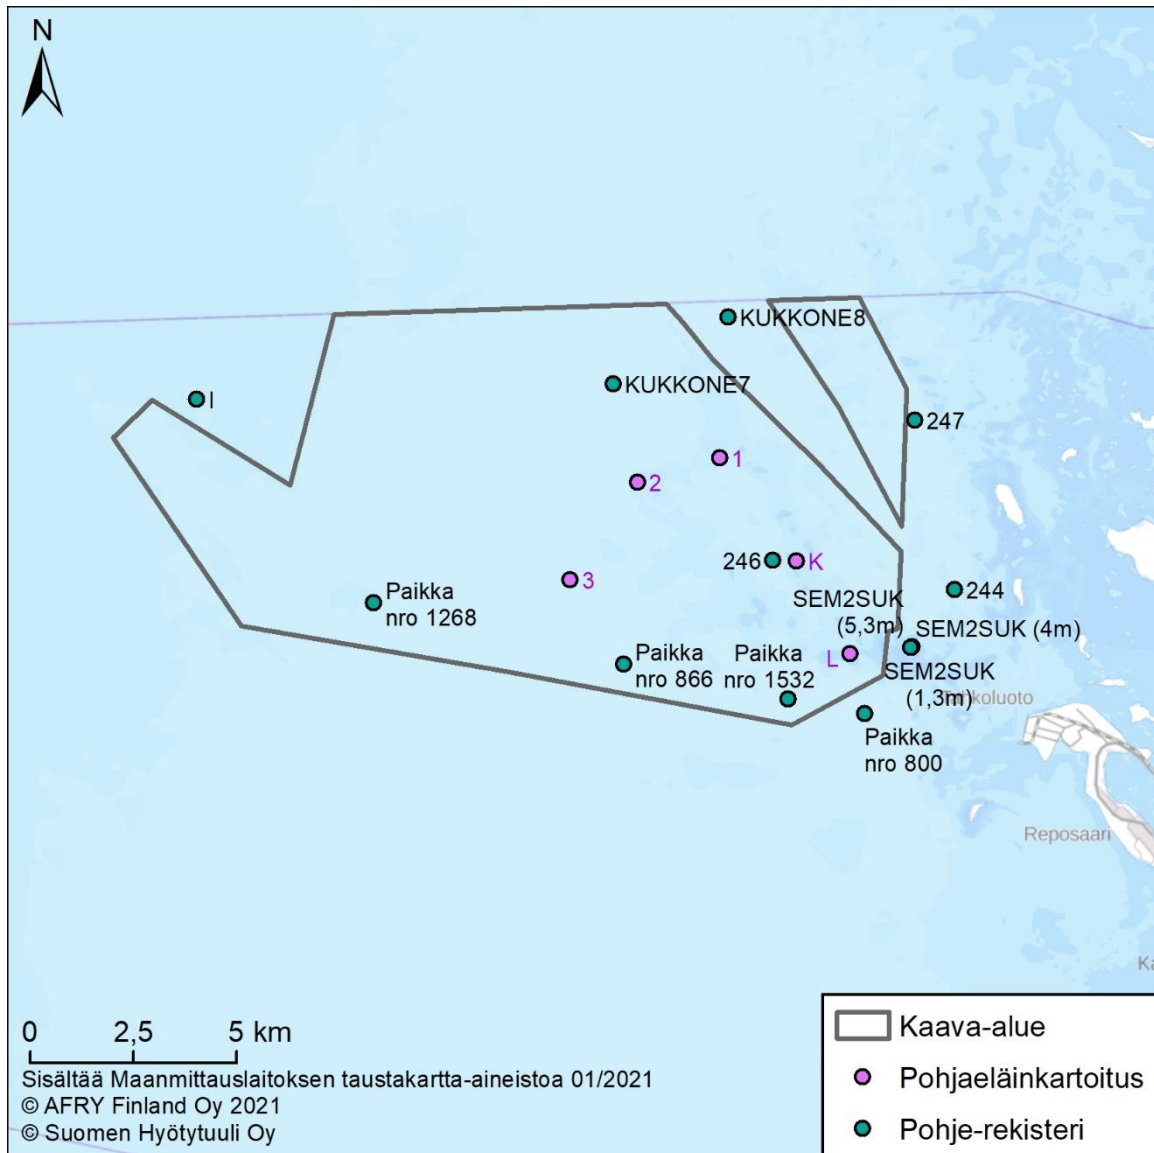 N
KUKKONE8
KUKKONE7
I
247
1
2
246
K
3
244
Paikka
nro 1268
SEM2SUK
(5,3m)
SEM2SUK (4m)
L
SEM2SUK
(1,3m)
Paikka
nro 866
Paikka
nro 1532
Paikka
nro 800
Reposaari
Ka
0 2,5 5 km
Sisältää Maanmittauslaitoksen taustakartta-aineistoa 01/2021
© AFRY Finland Oy 2021
© Suomen Hyötytuuli Oy
Kaava-alue
Pohjaeläinkartoitus
Pohje-rekisteri